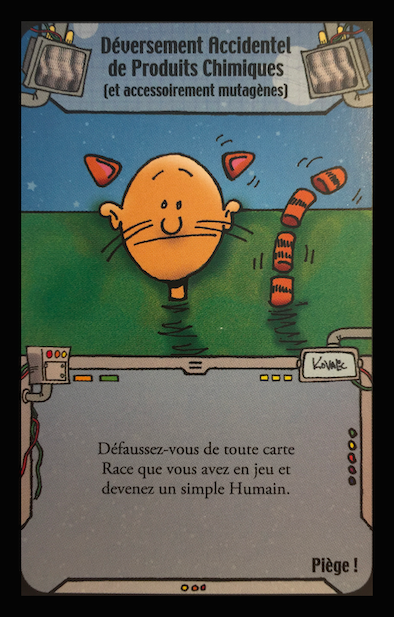 Déversement Accidentel
de Produits Chimiques
(et accessoirement mutagènes)
KOVALIC
Défaussez-vous de toute carte
Race que vous avez en jeu et
devenez un simple Humain.
Piège !